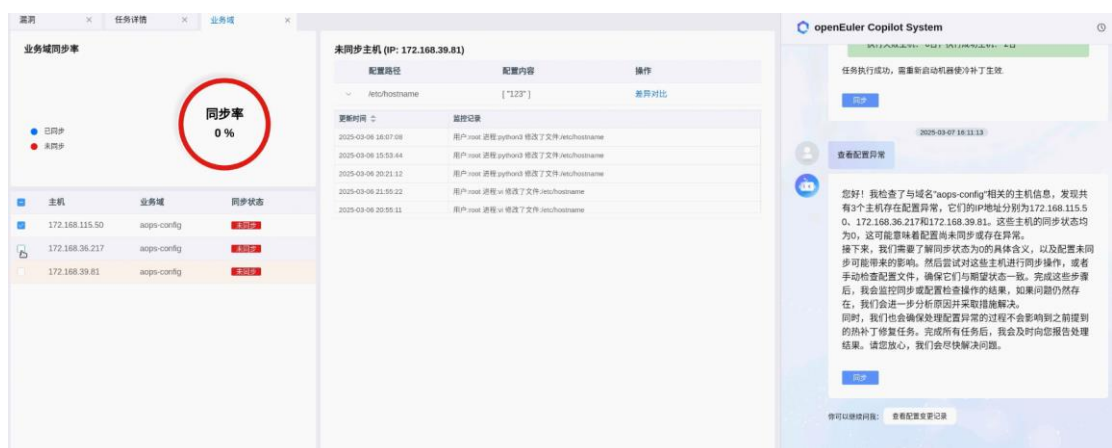 漏洞
任务详情
业务域
业务域同步率
同步率
0 %
已同步
未同步
主机 业务域 同步状态
172.168.115.50 aops-config 未同步
172.168.36.217 aops-config 未同步
172.168.39.81 aops-config 未同步
未同步主机 (IP: 172.168.39.81)
配置路径 配置内容 操作
/etc/hostname ["123"] 差异对比
更新时间 监控记录
2025-03-06 16:07:08 用户:root 进程:python3 修改了文件:/etc/hostname
2025-03-06 15:53:44 用户:root 进程:python3 修改了文件:/etc/hostname
2025-03-06 20:21:12 用户:root 进程:python3 修改了文件:/etc/hostname
2025-03-06 21:55:22 用户:root 进程:vi 修改了文件:/etc/hostname
2025-03-06 20:55:11 用户:root 进程:vi 修改了文件:/etc/hostname
openEuler Copilot System
任务执行成功，需重新启动机器使冷补丁生效
同步
2025-03-07 16:11:13
查看配置异常
您好！我检查了与域名"aops-config"相关的主机信息，发现共
有3个主机存在配置异常，它们的IP地址分别为172.168.115.5
0、172.168.36.217和172.168.39.81。这些主机的同步状态均
为0，这可能意味着配置尚未同步或存在异常。
接下来，我们需要了解同步状态为0的具体含义，以及配置未同
步可能带来的影响。然后尝试对这些主机进行同步操作，或者
手动检查配置文件，确保它们与期望状态一致。完成这些步骤
后，我会监控同步或配置检查操作的结果，如果问题仍然存
在，我们会进一步分析原因并采取措施解决。
同时，我们也会确保处理配置异常的过程不会影响到之前提到
的热补丁修复任务。完成所有任务后，我会及时向您报告处理
结果。请您放心，我们会尽快解决问题。
同步
你可以继续问我： 查看配置变更记录